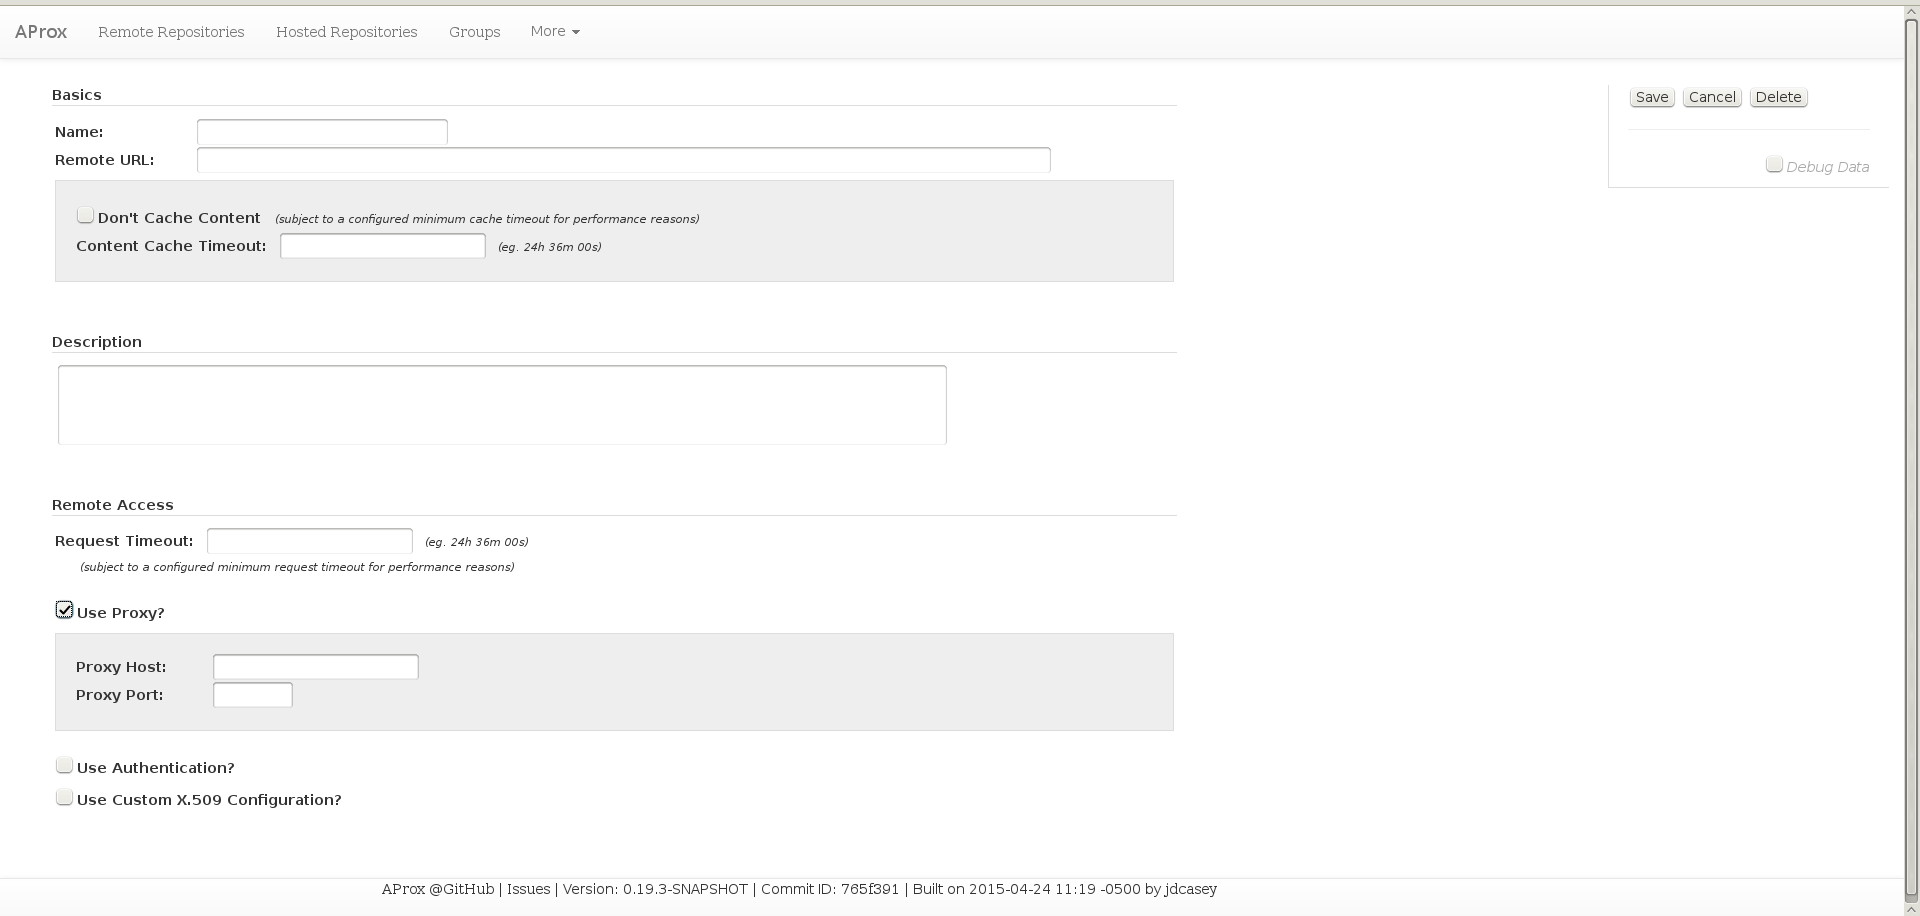 AProx Remote Repositories Hosted Repositories Groups More
Save Cancel Delete
Debug Data
Basics
Name:
Remote URL:
Don't Cache Content (subject to a configured minimum cache timeout for performance reasons)
Content Cache Timeout: (eg. 24h 36m 00s)
Description
Remote Access
Request Timeout: (eg. 24h 36m 00s)
(subject to a configured minimum request timeout for performance reasons)
Use Proxy?
Proxy Host:
Proxy Port:
Use Authentication?
Use Custom X.509 Configuration?
AProx @GitHub | Issues | Version: 0.19.3-SNAPSHOT | Commit ID: 765f391 | Built on 2015-04-24 11:19 -0500 by jdcasey